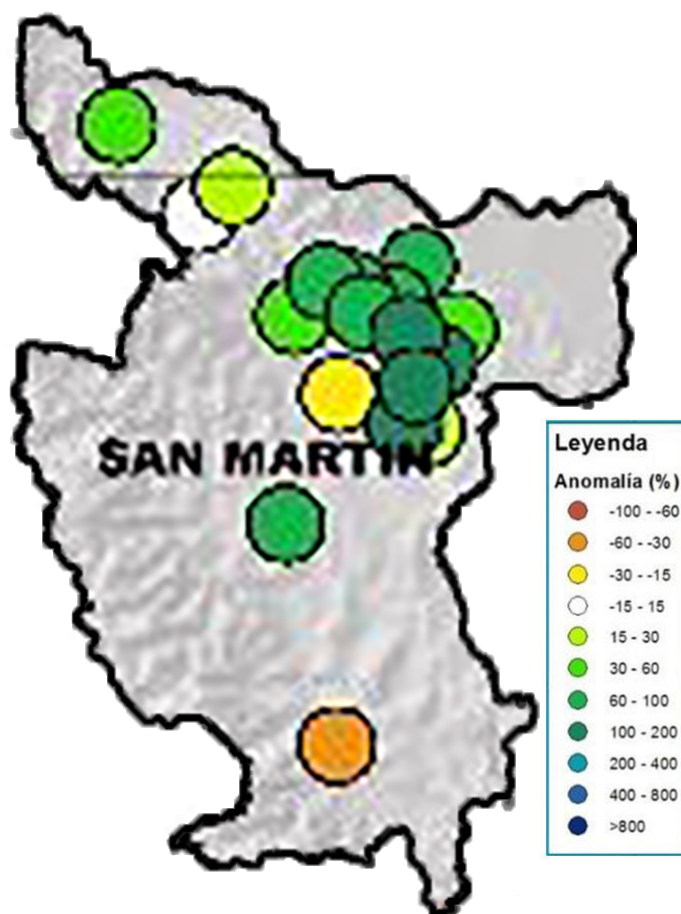 SAN MARTIN
Leyenda
Anomalía (%)
-100 - -60
-60 - -30
-30 - -15
-15 - 15
15 - 30
30 - 60
60 - 100
100 - 200
200 - 400
400 - 800
>800